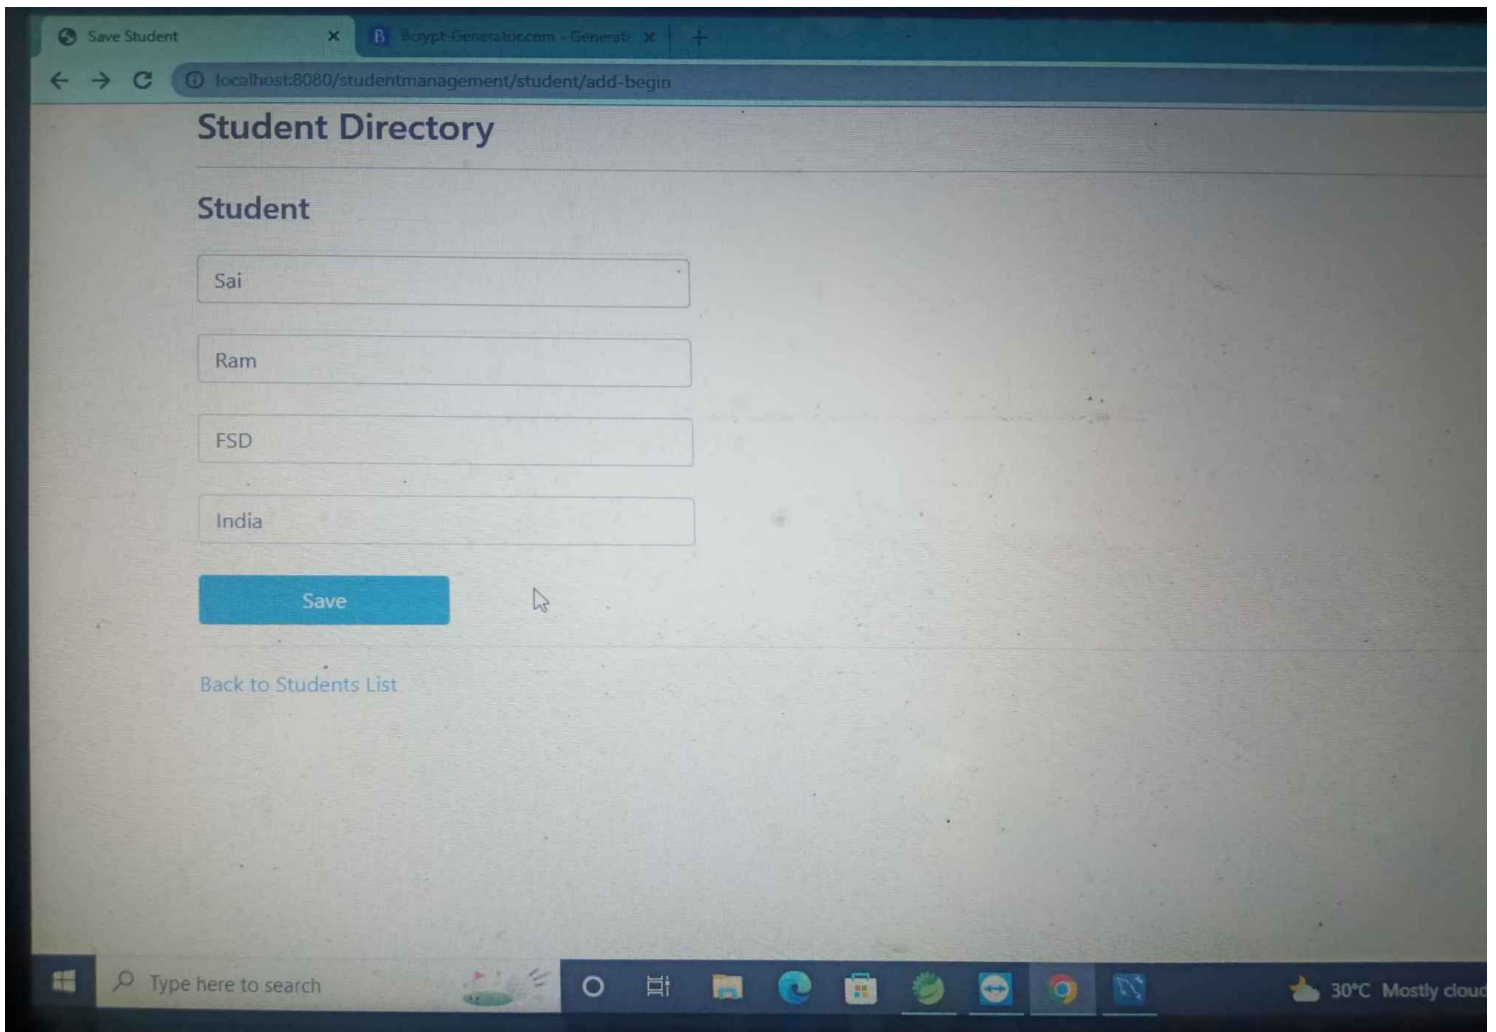 Save Student
B Bcrypt-Generator.com - Generate
localhost:8080/studentmanagement/student/add-begin
Student Directory
Student
Sai
Ram
FSD
India
Save
Back to Students List
Type here to search
30°C Mostly cloud